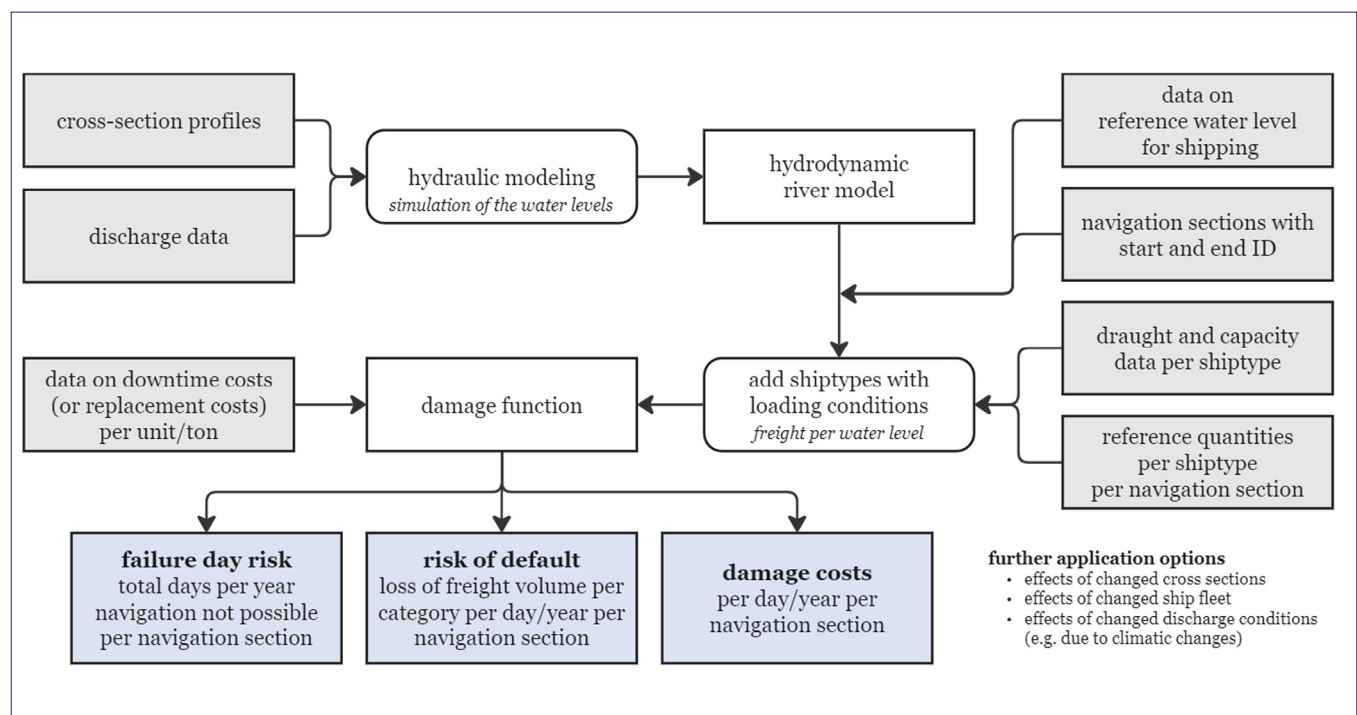 cross-section profiles
discharge data
hydraulic modeling
simulation of the water levels
hydrodynamic
river model
data on
reference water level
for shipping
navigation sections with
start and end ID
draught and capacity
data per shiptype
reference quantities
per shiptype
per navigation section
add shiptypes with
loading conditions
freight per water level
damage function
data on downtime costs
(or replacement costs)
per unit/ton
failure day risk
total days per year
navigation not possible
per navigation section
risk of default
loss of freight volume per
category per day/year per
navigation section
damage costs
per day/year per
navigation section
further application options
• effects of changed cross sections
• effects of changed ship fleet
• effects of changed discharge conditions
(e.g. due to climatic changes)